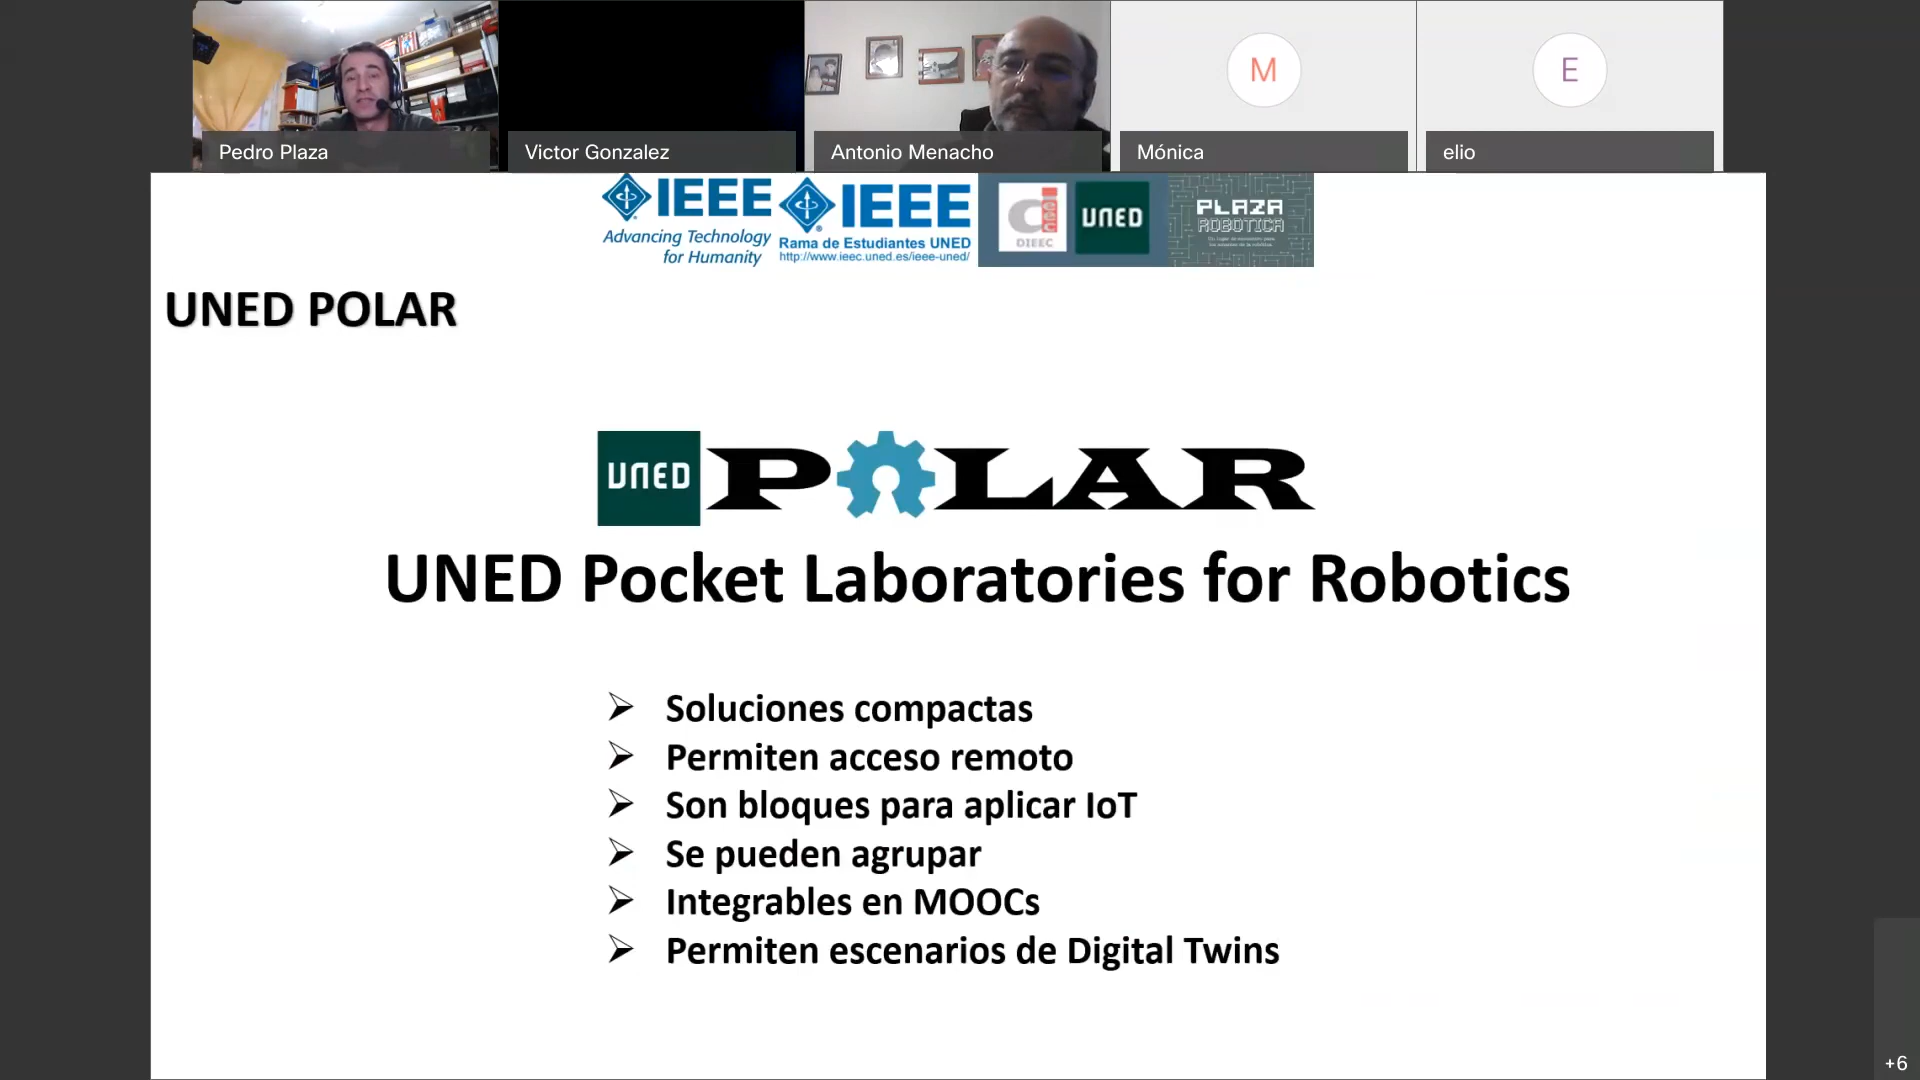 Pedro Plaza
Victor Gonzalez
Antonio Menacho
M
Mónica
E
elio
IEEE
Advancing Technology
for Humanity
IEEE
Rama de Estudiantes UNED
http://www.ieec.uned.es/ieee-uned/
ieec
DIEEC
UNED
PLAZA
ROBOTICA
UNED POLAR
UNED POLAR
UNED Pocket Laboratories for Robotics
➢ Soluciones compactas
➢ Permiten acceso remoto
➢ Son bloques para aplicar IoT
➢ Se pueden agrupar
➢ Integrables en MOOCs
➢ Permiten escenarios de Digital Twins
+6